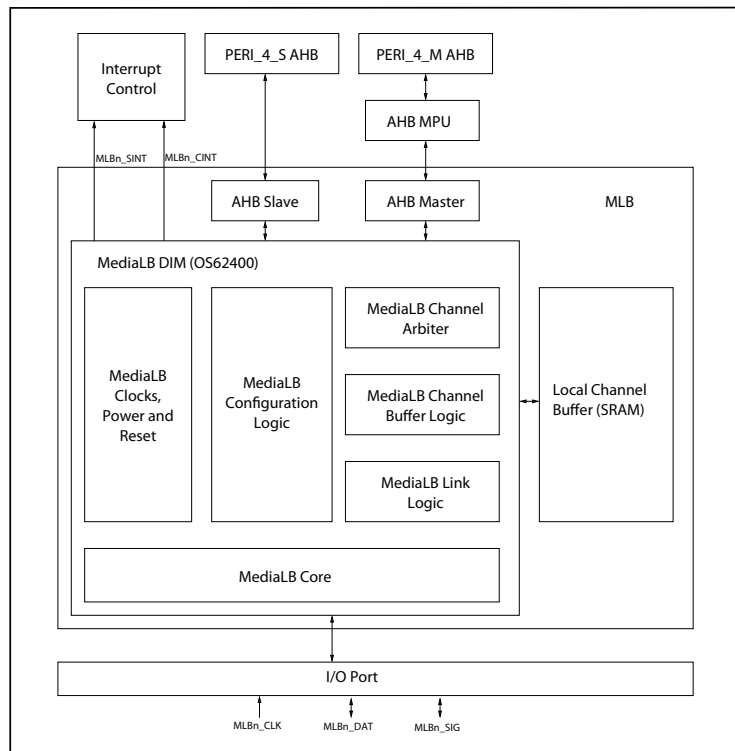 Interrupt
Control
PERI_4_S AHB
PERI_4_M AHB
AHB MPU
MLBn_SINT
MLBn_CINT
AHB Slave
AHB Master
MLB
MediaLB DIM (OS62400)
MediaLB
Clocks,
Power and
Reset
MediaLB
Configuration
Logic
MediaLB Channel
Arbiter
MediaLB Channel
Buffer Logic
MediaLB Link
Logic
Local Channel
Buffer (SRAM)
MediaLB Core
I/O Port
MLBn_CLK
MLBn_DAT
MLBn_SIG